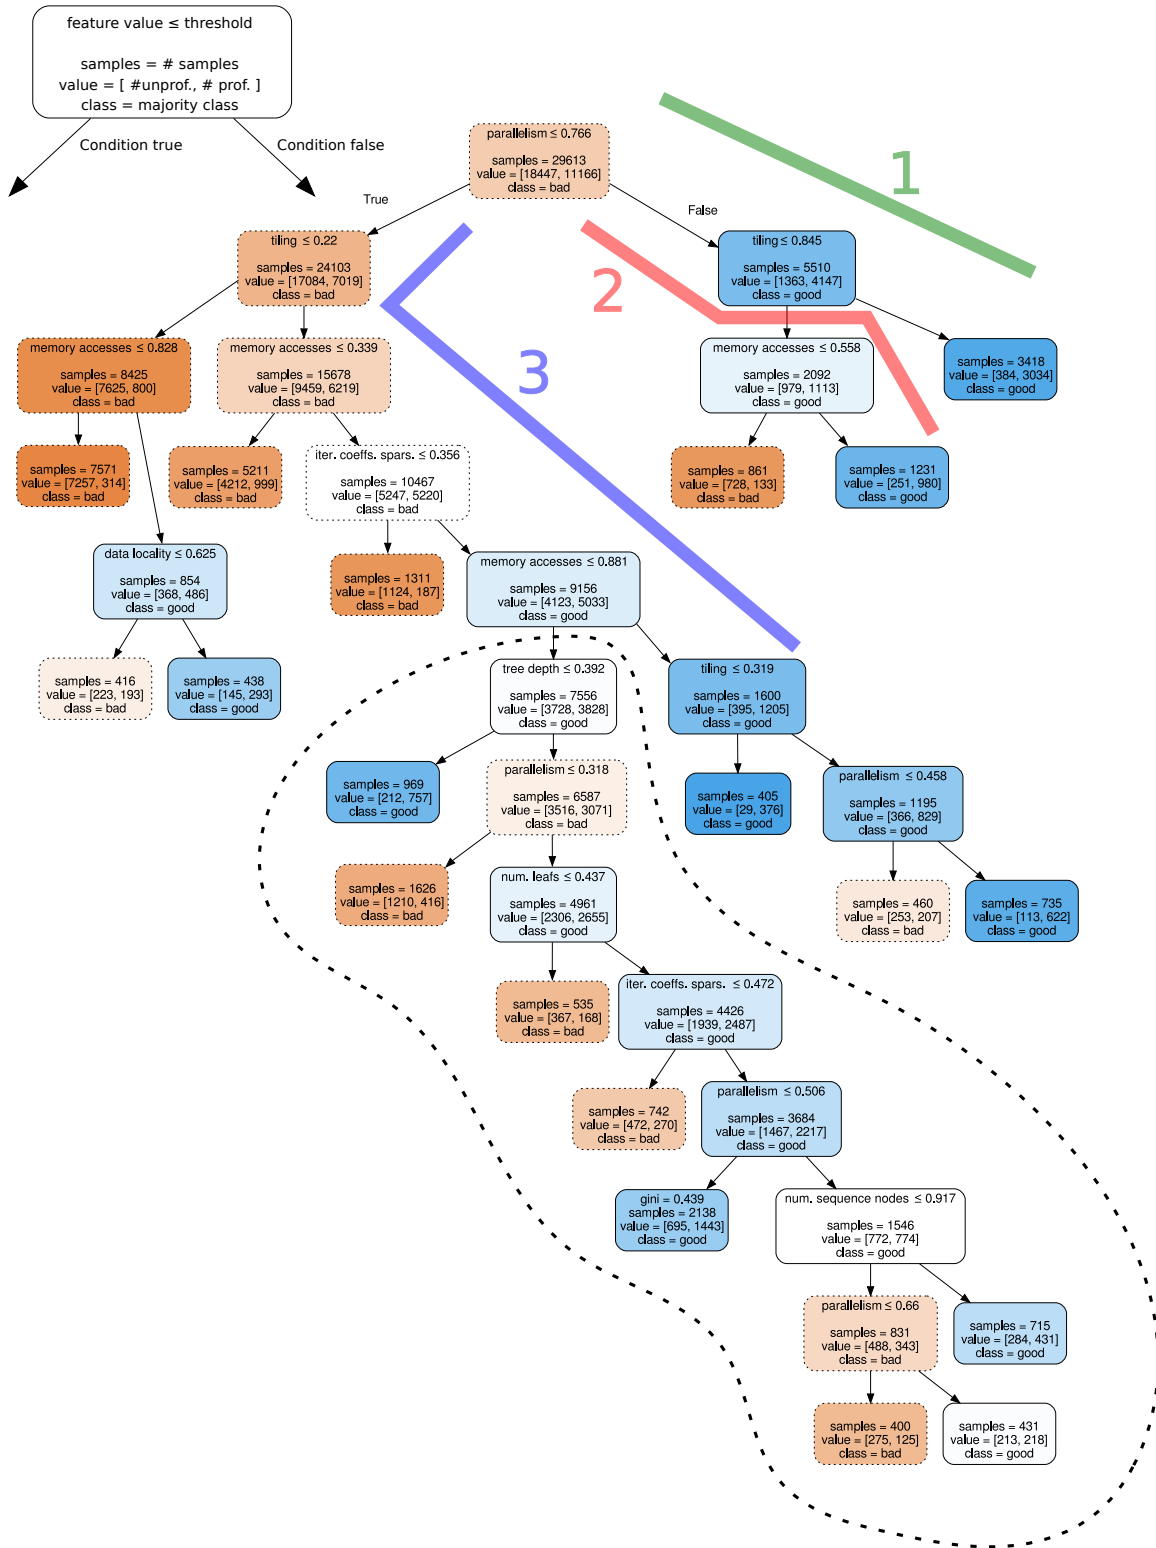 feature value ≤ threshold
samples = # samples
value = [ #unprof., # prof. ]
class = majority class
Condition true
Condition false
parallelism ≤ 0.766
samples = 29613
value = [18447, 11166]
class = bad
1
True
False
tiling ≤ 0.22
samples = 24103
value = [17084, 7019]
class = bad
2
tiling ≤ 0.845
samples = 5510
value = [1363, 4147]
class = good
memory accesses ≤ 0.828
samples = 8425
value = [7625, 800]
class = bad
memory accesses ≤ 0.339
samples = 15678
value = [9459, 6219]
class = bad
3
memory accesses ≤ 0.558
samples = 2092
value = [979, 1113]
class = good
samples = 3418
value = [384, 3034]
class = good
samples = 7571
value = [7257, 314]
class = bad
samples = 5211
value = [4212, 999]
class = bad
iter. coeffs. spars. ≤ 0.356
samples = 10467
value = [5247, 5220]
class = bad
samples = 861
value = [728, 133]
class = bad
samples = 1231
value = [251, 980]
class = good
data locality ≤ 0.625
samples = 854
value = [368, 486]
class = good
samples = 1311
value = [1124, 187]
class = bad
memory accesses ≤ 0.881
samples = 9156
value = [4123, 5033]
class = good
samples = 416
value = [223, 193]
class = bad
samples = 438
value = [145, 293]
class = good
tree depth ≤ 0.392
samples = 7556
value = [3728, 3828]
class = good
tiling ≤ 0.319
samples = 1600
value = [395, 1205]
class = good
samples = 969
value = [212, 757]
class = good
parallelism ≤ 0.318
samples = 6587
value = [3516, 3071]
class = bad
samples = 405
value = [29, 376]
class = good
parallelism ≤ 0.458
samples = 1195
value = [366, 829]
class = good
samples = 1626
value = [1210, 416]
class = bad
num. leafs ≤ 0.437
samples = 4961
value = [2306, 2655]
class = good
samples = 460
value = [253, 207]
class = bad
samples = 735
value = [113, 622]
class = good
samples = 535
value = [367, 168]
class = bad
iter. coeffs. spars. ≤ 0.472
samples = 4426
value = [1939, 2487]
class = good
samples = 742
value = [472, 270]
class = bad
parallelism ≤ 0.506
samples = 3684
value = [1467, 2217]
class = good
gini = 0.439
samples = 2138
value = [695, 1443]
class = good
num. sequence nodes ≤ 0.917
samples = 1546
value = [772, 774]
class = good
parallelism ≤ 0.66
samples = 831
value = [488, 343]
class = bad
samples = 715
value = [284, 431]
class = good
samples = 400
value = [275, 125]
class = bad
samples = 431
value = [213, 218]
class = good